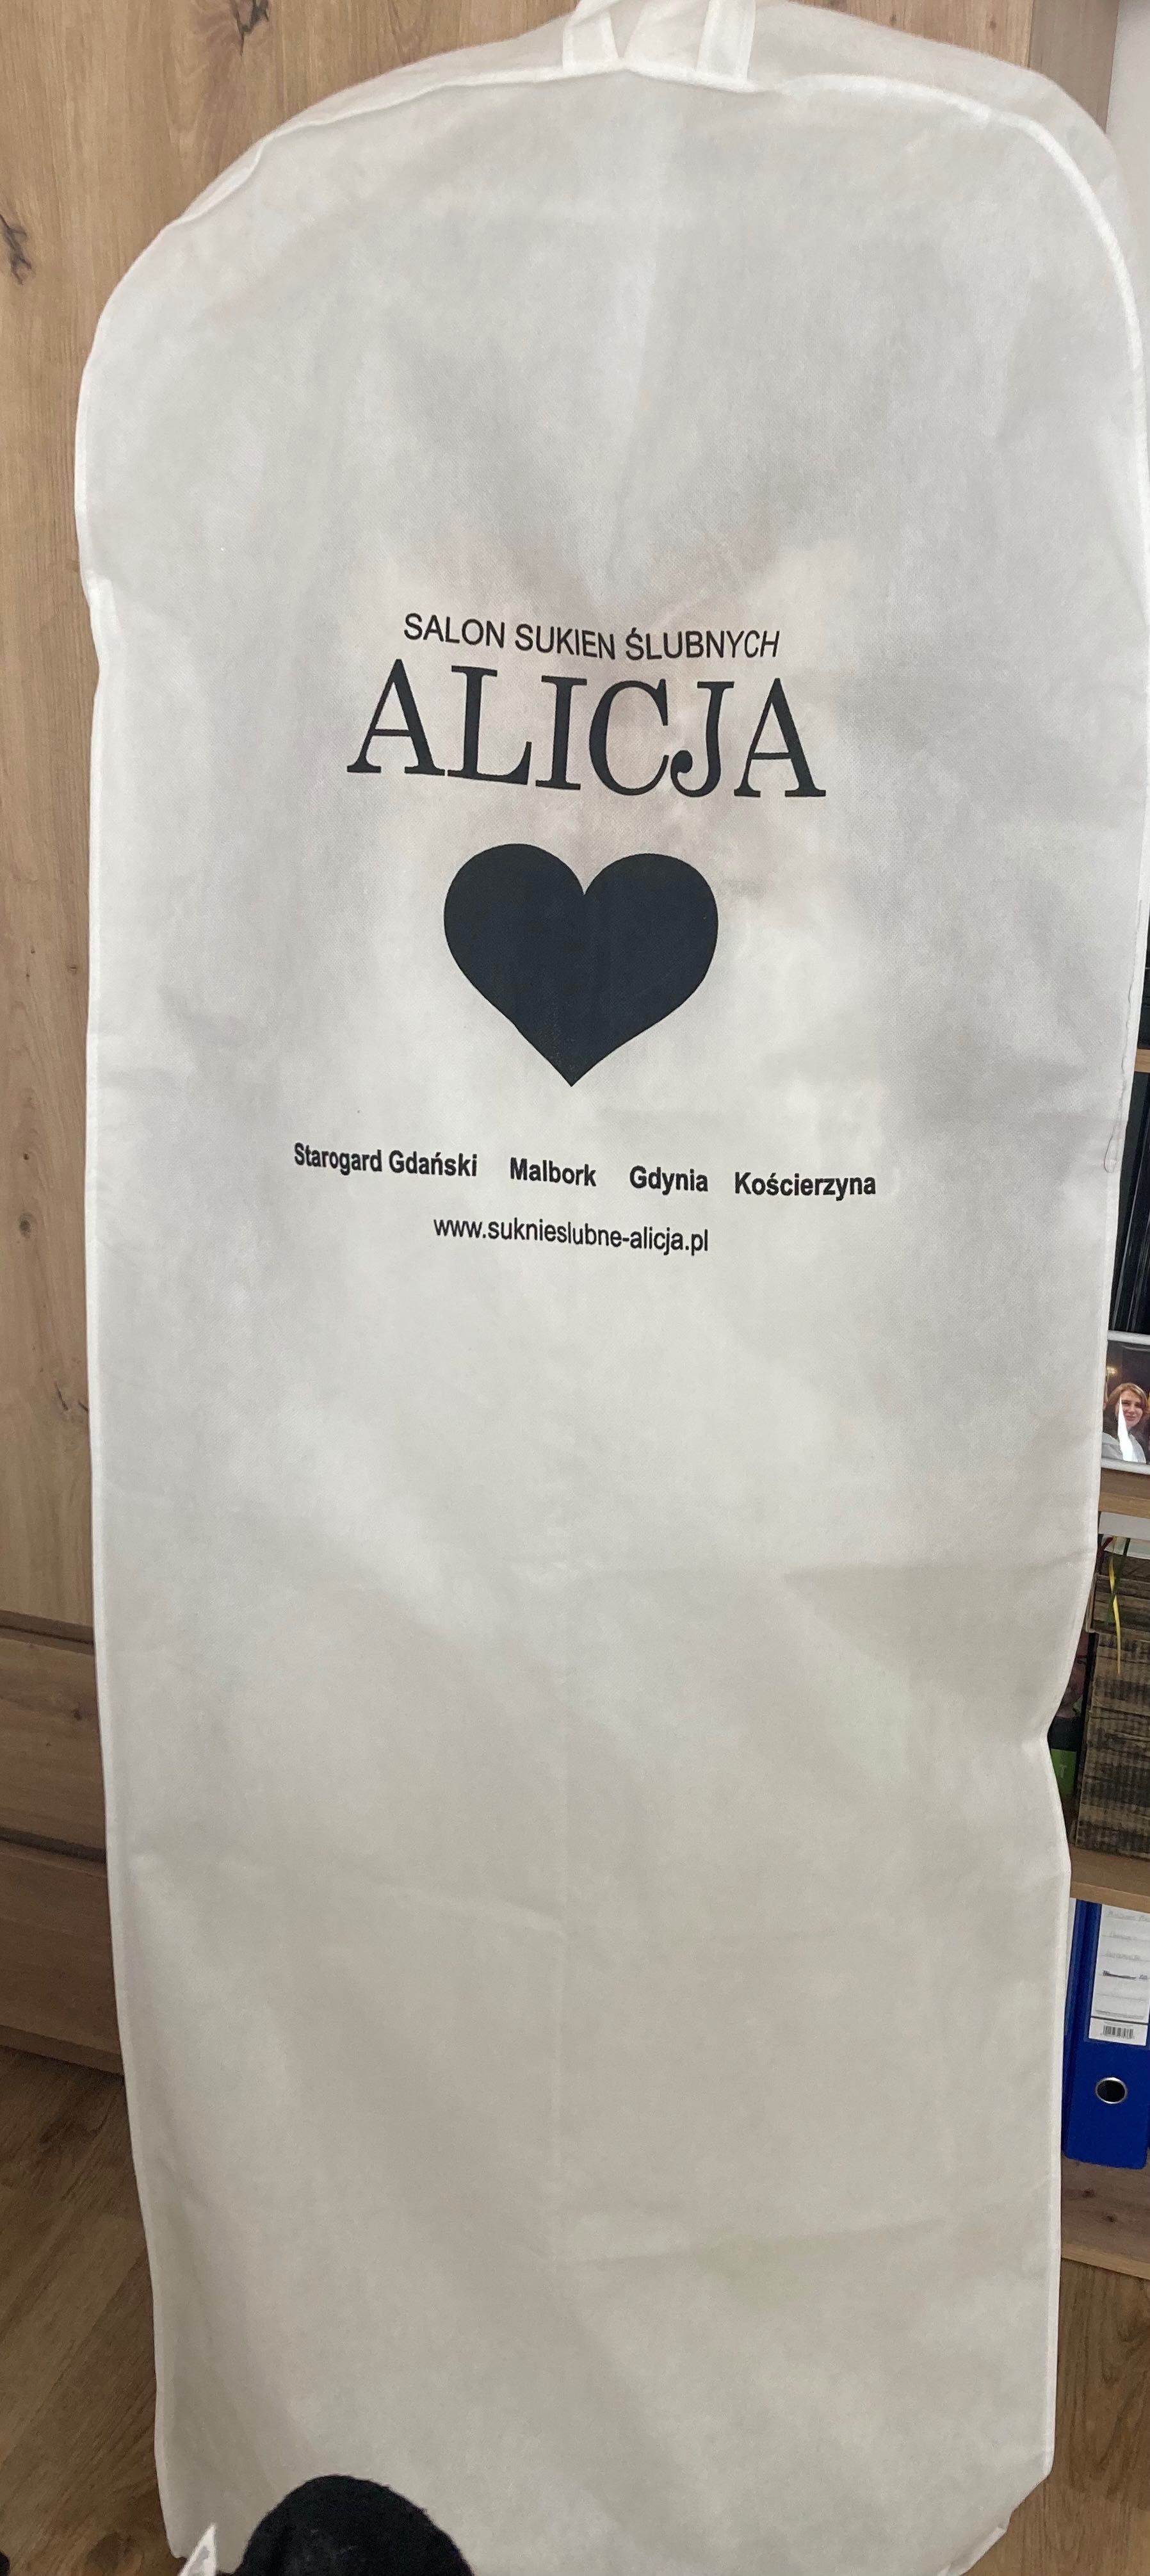 SALON SUKIEN ŚLUBNYCH
ALICJA
Starogard Gdański Malbork Gdynia Kościerzyna
www.suknieslubne-alicja.pl